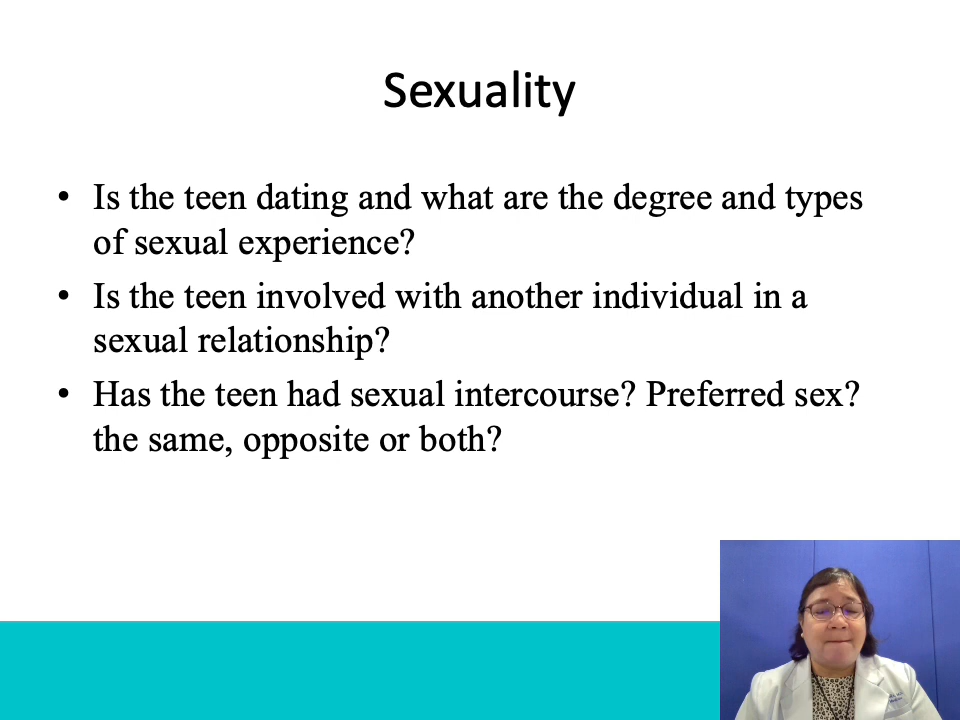 Sexuality
• Is the teen dating and what are the degree and types
of sexual experience?
• Is the teen involved with another individual in a
sexual relationship?
• Has the teen had sexual intercourse? Preferred sex?
the same, opposite or both?